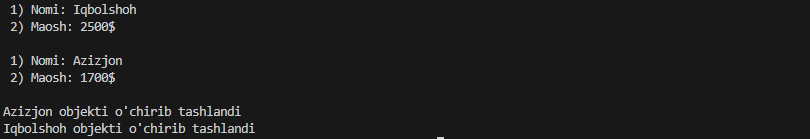 1) Nomi: Iqbolshoh
2) Maosh: 2500$
1) Nomi: Azizjon
2) Maosh: 1700$
Azizjon objekti o'chirib tashlandi
Iqbolshoh objekti o'chirib tashlandi